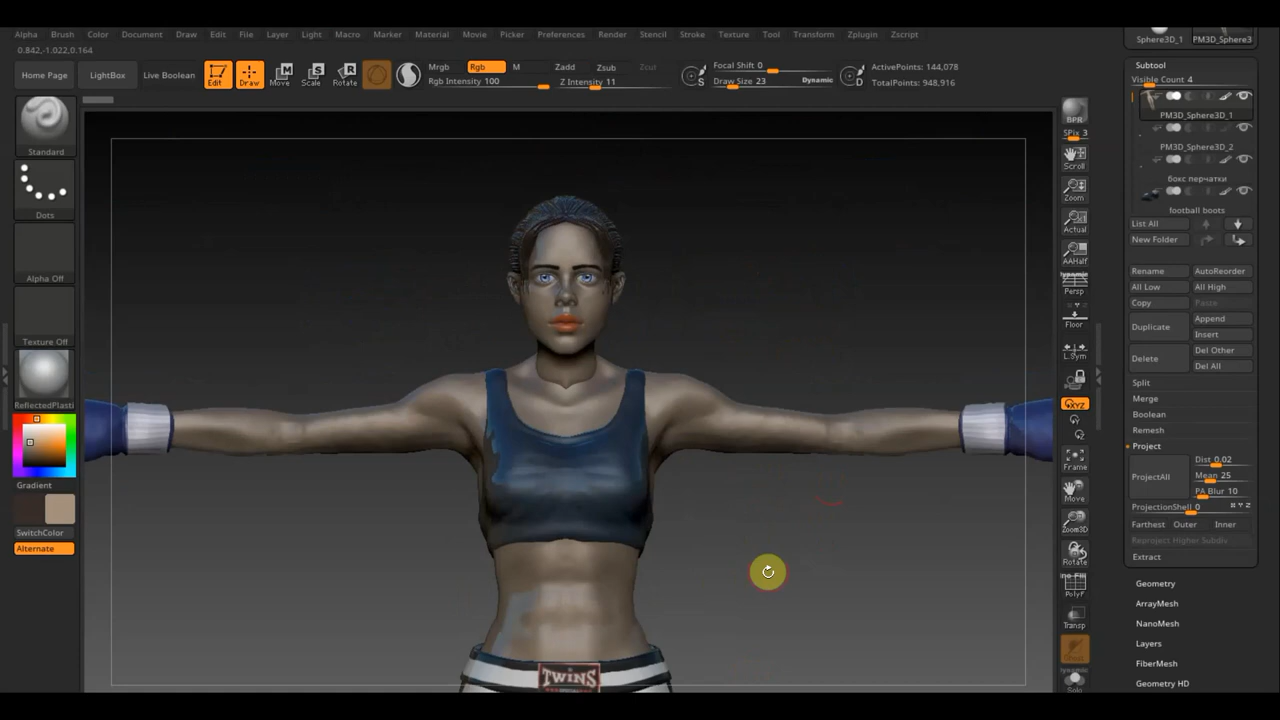 Alpha Brush Color Document Draw Edit File Layer Light Macro Marker Material Movie Picker Preferences Render Stencil Stroke Texture Tool Transform Zplugin Zscript
0.842,-1.022,0.164
Home Page
LightBox
Live Boolean
Edit
Draw
Move
Scale
Rotate
Mrgb
Rgb
M
Rgb Intensity 100
Zadd
Zsub
Zcut
Z Intensity 11
S
Focal Shift 0
Draw Size 23
Dynamic
D
ActivePoints: 144,078
TotalPoints: 948,916
Standard
Dots
Alpha Off
Texture Off
ReflectedPlasti
Gradient
SwitchColor
Alternate
TWINS
BPR
SPix 3
Scroll
Zoom
Actual
AAHalf
Persp
Floor
L.Sym
XYZ
Frame
Move
Zoom3D
Rotate
PolyF
Transp
Solo
Sphere3D_1
PM3D_Sphere3
Subtool
Visible Count 4
PM3D_Sphere3D_1
PM3D_Sphere3D_2
бокс перчатки
football boots
List All
New Folder
Rename
AutoReorder
All Low
All High
Copy
Paste
Duplicate
Append
Insert
Delete
Del Other
Del All
Split
Merge
Boolean
Remesh
Project
ProjectAll
Dist 0.02
Mean 25
PA Blur 10
ProjectionShell 0
Farthest
Outer
Inner
Reproject Higher Subdiv
Extract
Geometry
ArrayMesh
NanoMesh
Layers
FiberMesh
Geometry HD